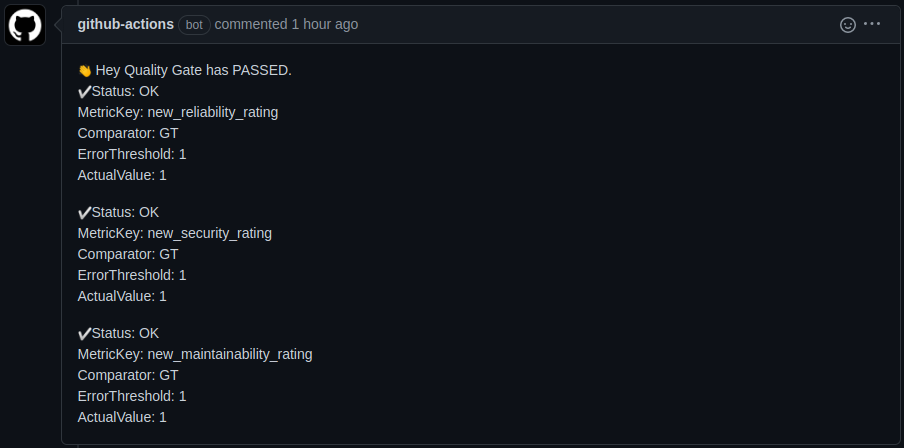 github-actions bot commented 1 hour ago
👋 Hey Quality Gate has PASSED.
✔Status: OK
MetricKey: new_reliability_rating
Comparator: GT
ErrorThreshold: 1
ActualValue: 1
✔Status: OK
MetricKey: new_security_rating
Comparator: GT
ErrorThreshold: 1
ActualValue: 1
✔Status: OK
MetricKey: new_maintainability_rating
Comparator: GT
ErrorThreshold: 1
ActualValue: 1